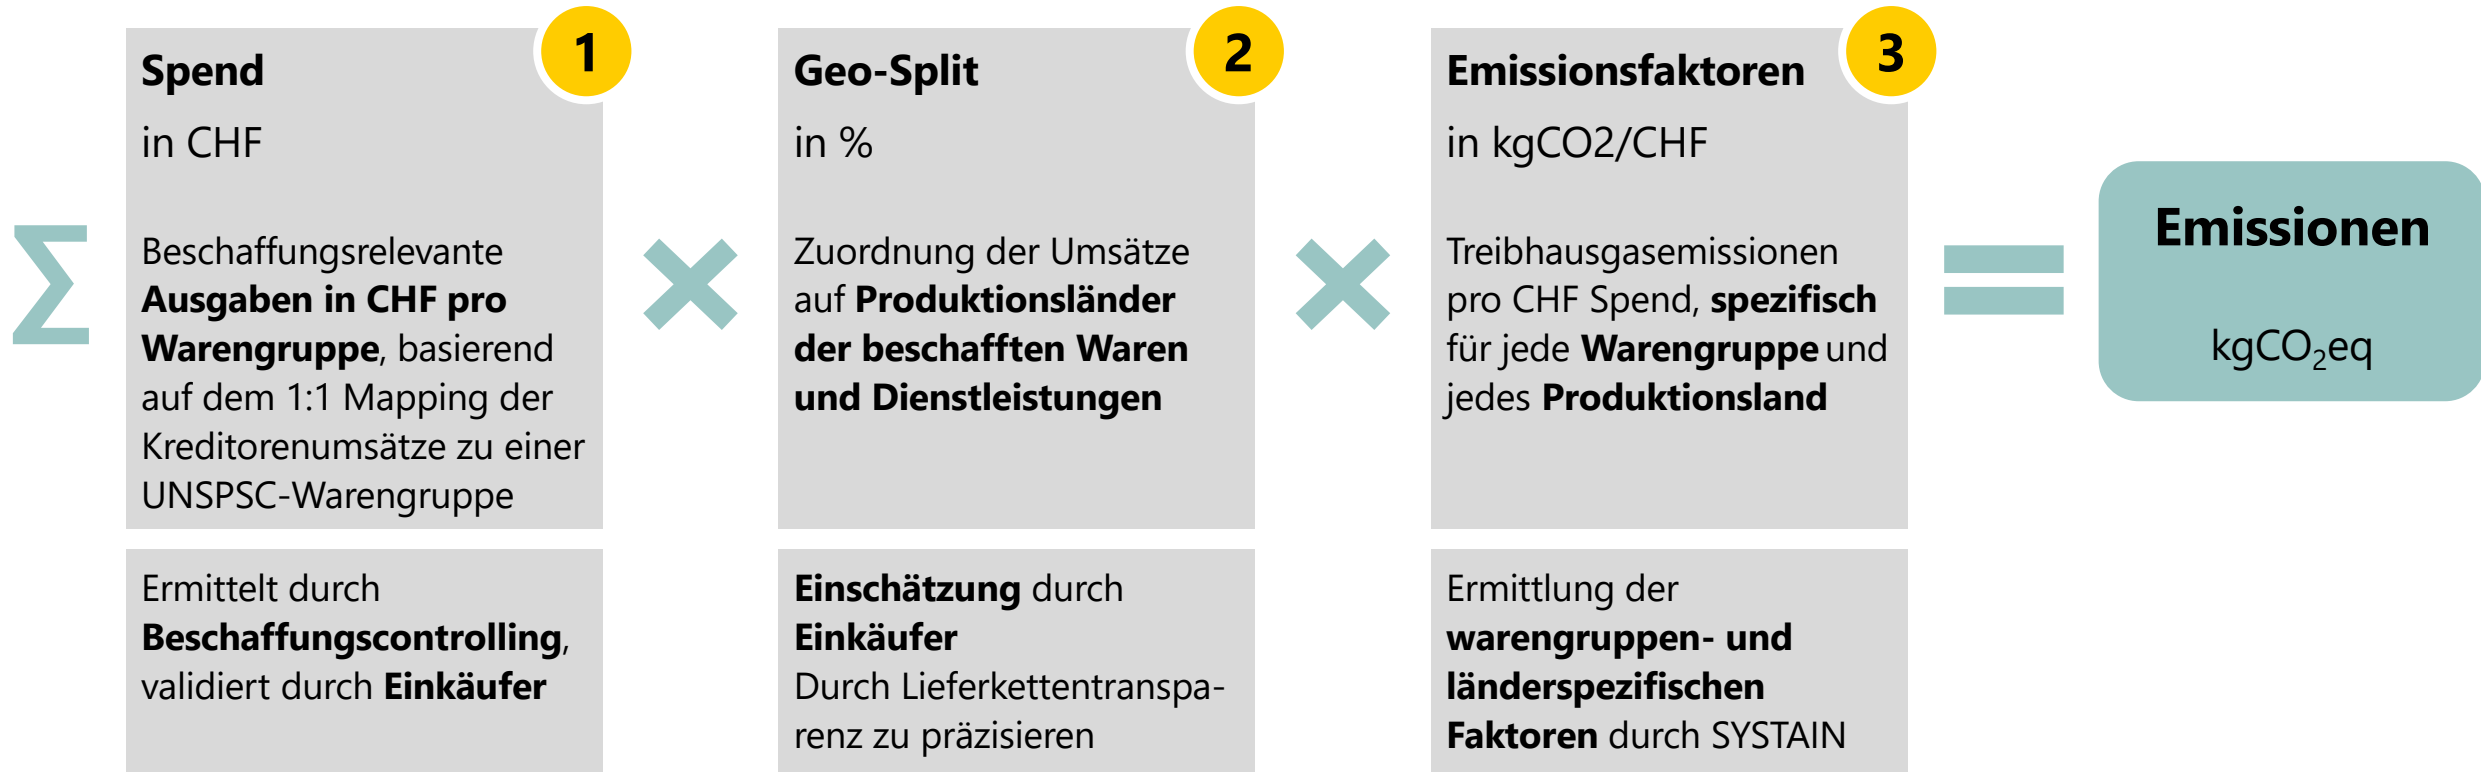 ∑
1
Spend
in CHF
Beschaffungsrelevante
Ausgaben in CHF pro
Warengruppe, basierend
auf dem 1:1 Mapping der
Kreditorenumsätze zu einer
UNSPSC-Warengruppe
Ermittelt durch
Beschaffungscontrolling,
validiert durch Einkäufer
×
2
Geo-Split
in %
Zuordnung der Umsätze
auf Produktionsländer
der beschafften Waren
und Dienstleistungen
Einschätzung durch
Einkäufer
Durch Lieferkettentranspa-
renz zu präzisieren
×
3
Emissionsfaktoren
in kgCO2/CHF
Treibhausgasemissionen
pro CHF Spend, spezifisch
für jede Warengruppe und
jedes Produktionsland
Ermittlung der
warengruppen- und
länderspezifischen
Faktoren durch SYSTAIN
=
Emissionen
kgCO₂eq